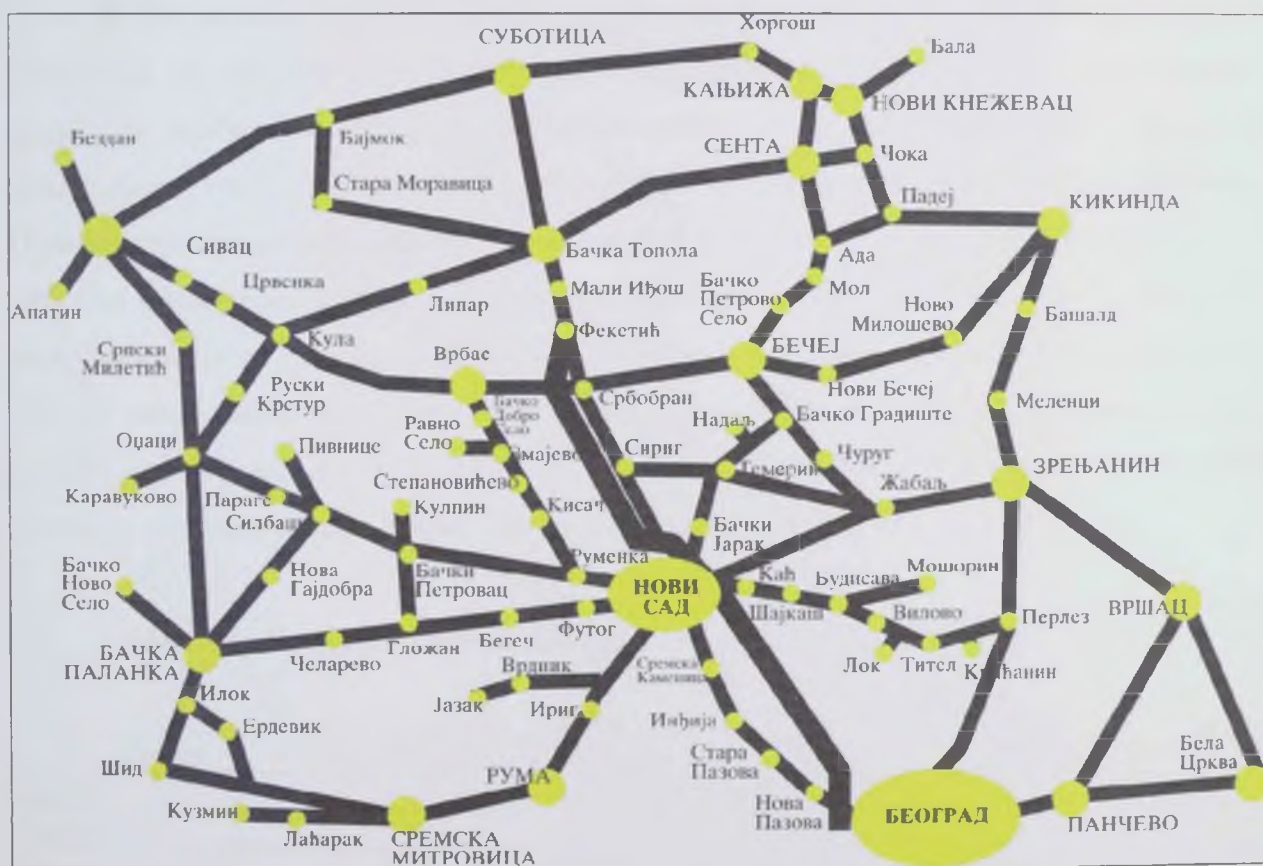 Хоргош
СУБОТИЦА
Бала
КАЊИЖА
НОВИ КНЕЖЕВАЦ
Бајмок
Бездан
СЕНТА
Чока
Стара Моравица
Падеј
КИКИНДА
Сивац
Бачка Топола
Ада
Црвенка
Липар
Мали Иђош
Бачко
Петрово
Село
Мол
Ново
Милошево
Башаид
Апатин
Фекетић
Српски
Милетић
Кула
Врбас
БЕЧЕЈ
Руски
Крстур
Србобран
Нови Бечеј
Меленци
Бачко
Добро
Село
Надаљ
Бачко Градиште
Равно
Село
Оџаци
Пивнице
Змајево
Сириг
Темерин
Чуруг
ЗРЕЊАНИН
Каравуково
Параге
Степановићево
Жабаљ
Силбаш
Кулпин
Кисач
Бачки
Јарак
Бачко
Ново
Село
Нова
Гајдобра
Бачки
Петровац
Руменка
НОВИ
САД
Каћ
Будисава
Мошорин
Шајкаш
Вилово
Перлез
ВРШАЦ
БАЧКА
ПАЛАНКА
Челарево
Гложан
Бегеч
Футог
Лок
Тител
Книћанин
Врдник
Сремска
Каменица
Илок
Јазак
Ириг
Ердевик
Инђија
Шид
РУМА
Стара
Пазова
Бела
Црква
Кузмин
Нова
Пазова
БЕОГРАД
ПАНЧЕВО
Лаћарак
СРЕМСКА
МИТРОВИЦА